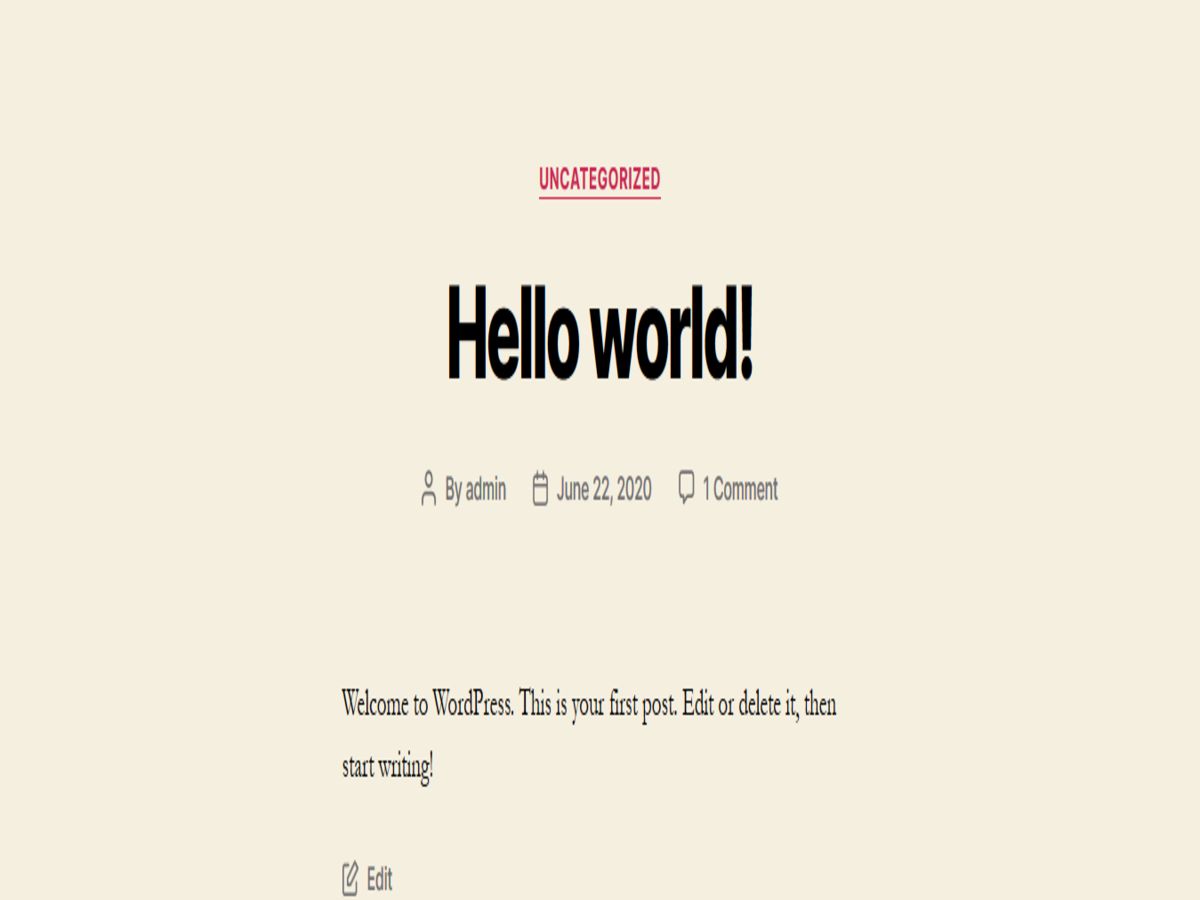 UNCATEGORIZED
Hello world!
By admin June 22, 2020 1 Comment
Welcome to WordPress. This is your first post. Edit or delete it, then
start writing!
Edit